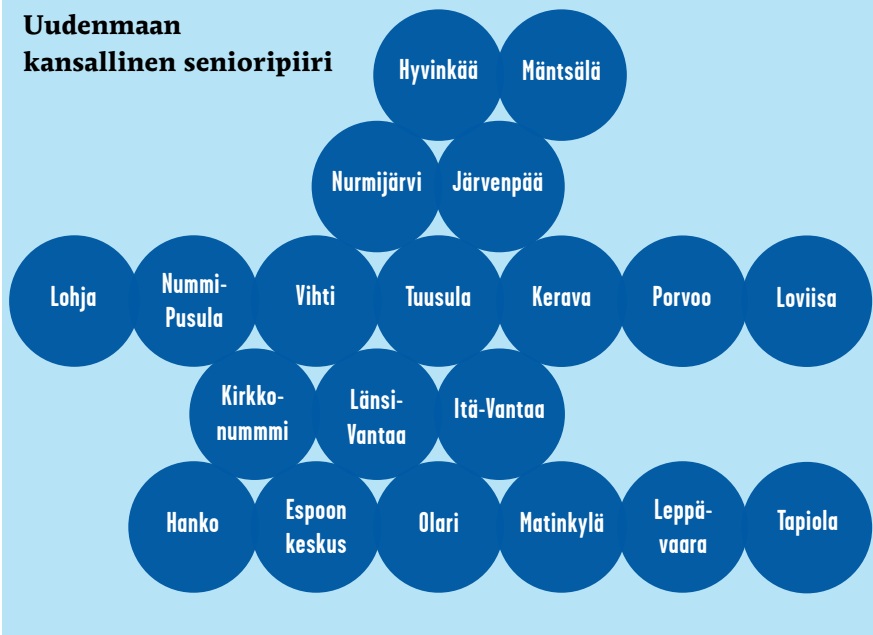 Uudenmaan
kansallinen senioripiiri
Hyvinkää
Mäntsälä
Nurmijärvi
Järvenpää
Lohja
Nummi-
Pusula
Vihti
Tuusula
Kerava
Porvoo
Loviisa
Kirkko-
nummmi
Länsi-
Vantaa
Itä-Vantaa
Hanko
Espoon
keskus
Olari
Matinkylä
Leppä-
vaara
Tapiola